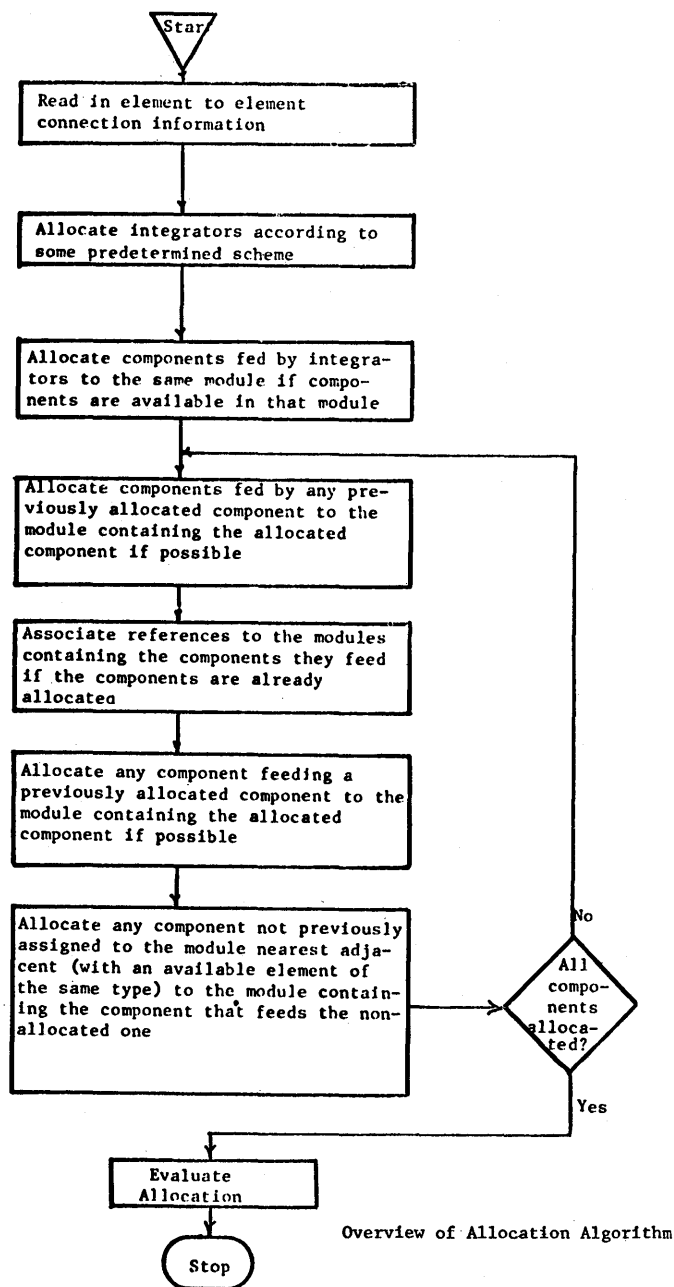 Star
Read in element to element
connection information
Allocate integrators according to
some predetermined scheme
Allocate components fed by integra-
tors to the same module if compo-
nents are available in that module
Allocate components fed by any pre-
viously allocated component to the
module containing the allocated
component if possible
Associate references to the modules
containing the components they feed
if the components are already
allocated
Allocate any component feeding a
previously allocated component to the
module containing the allocated
component if possible
Allocate any component not previously
assigned to the module nearest adja-
cent (with an available element of
the same type) to the module contain-
ing the component that feeds the non-
allocated one
No
All
compo-
nents
alloca-
ted?
Yes
Evaluate
Allocation
Overview of Allocation Algorithm
Stop